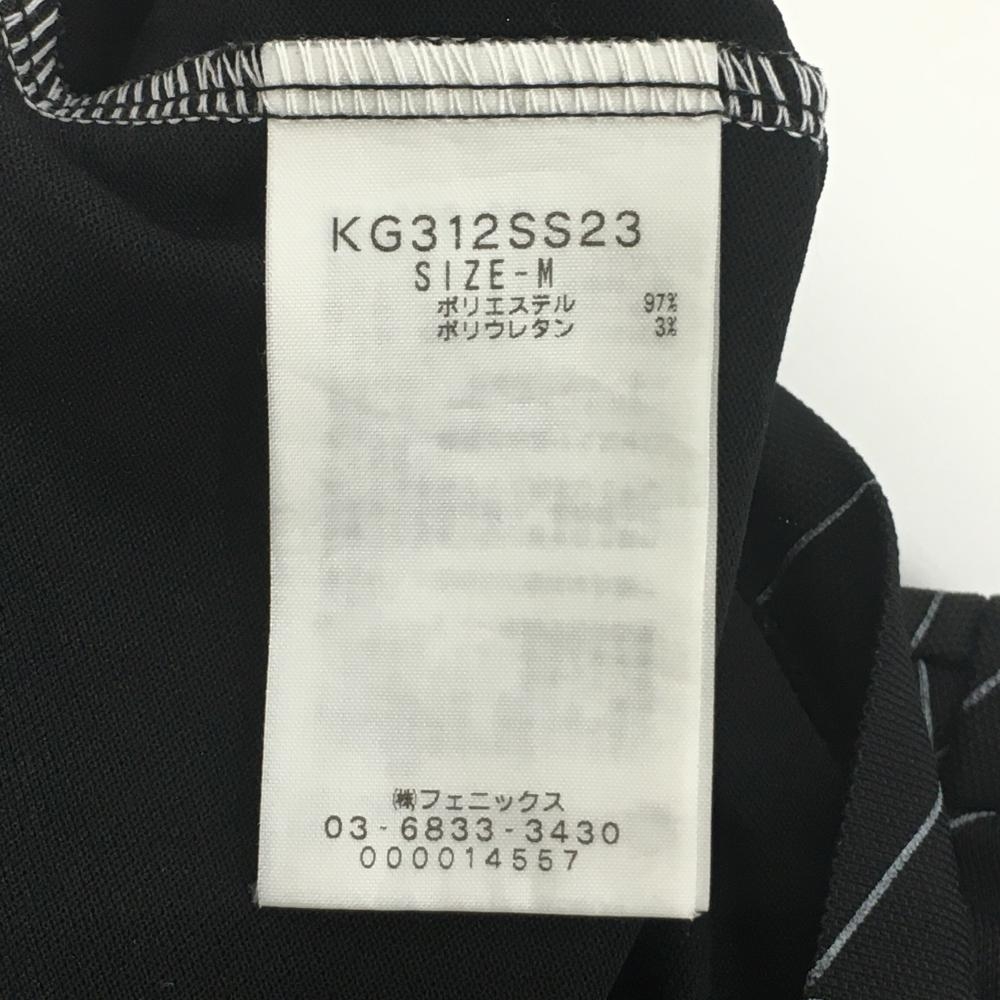 KG312SS23
SIZE-M
ポリエステル 97%
ポリウレタン 3%
㈱フェニックス
03-6833-3430
000014557